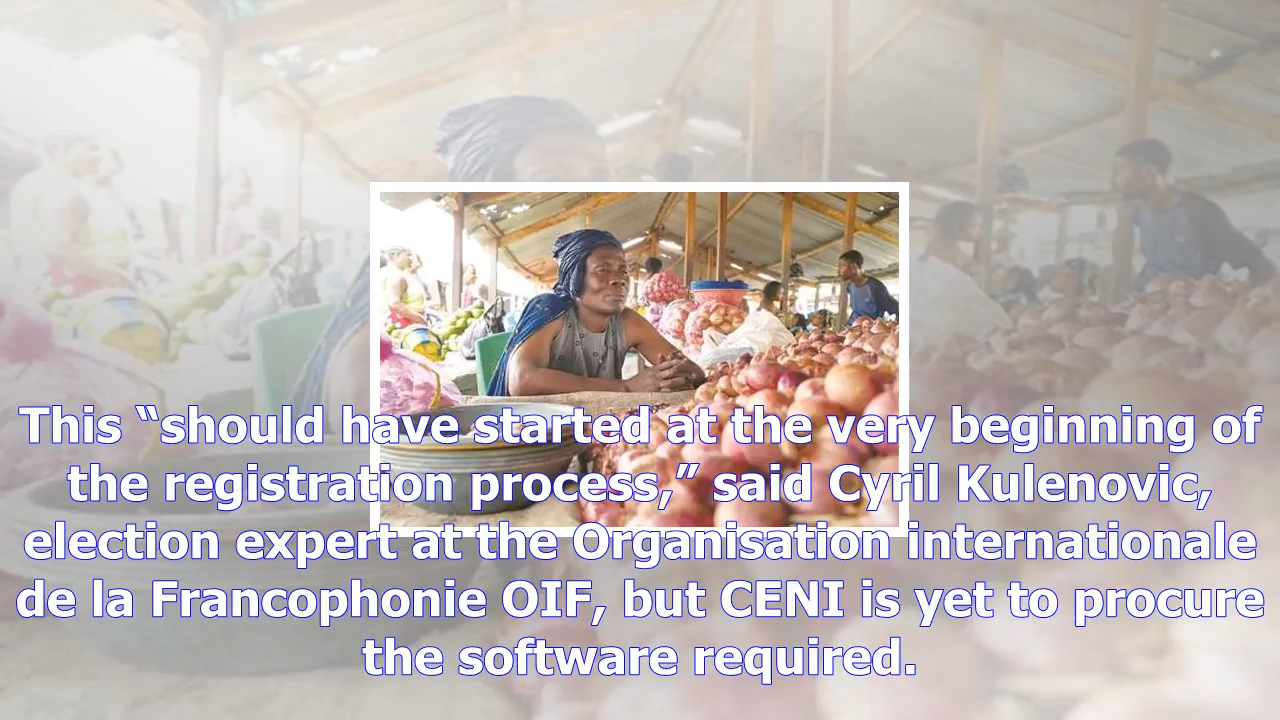 This “should have started at the very beginning of
the registration process,” said Cyril Kulenovic,
election expert at the Organisation internationale
de la Francophonie OIF, but CENI is yet to procure
the software required.